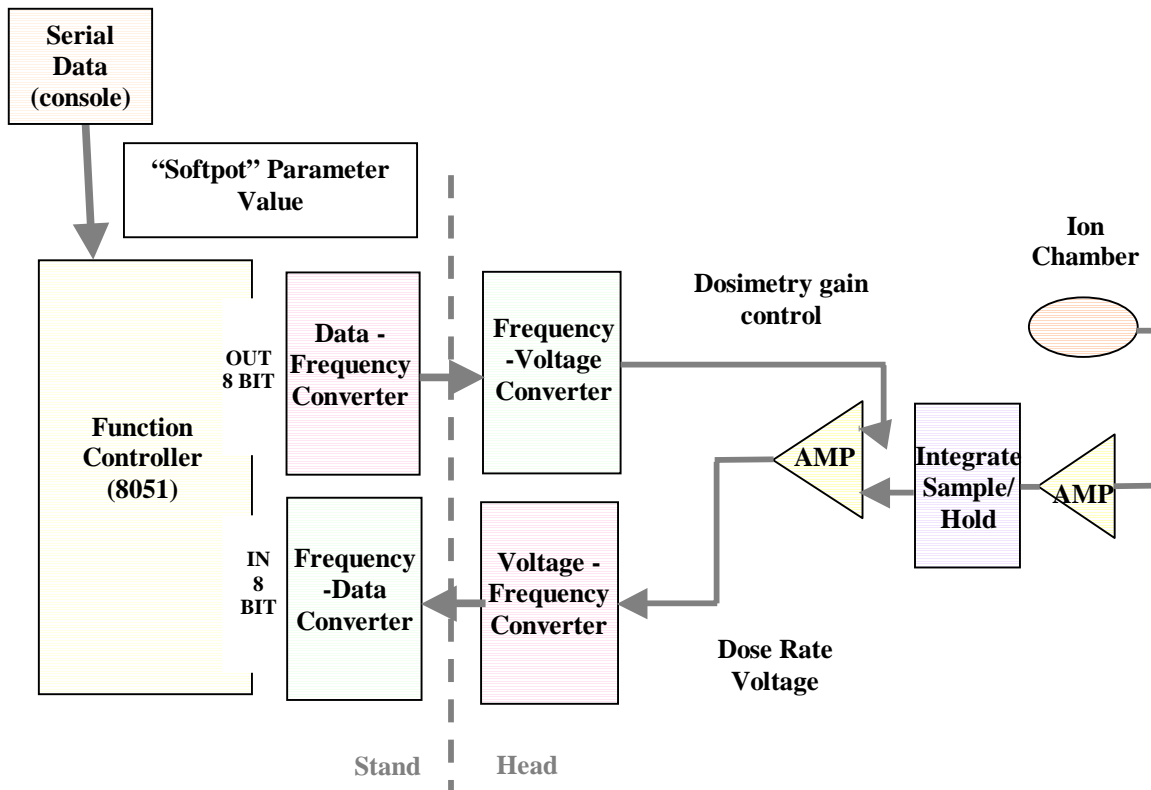 Serial
Data
(console)
“Softpot” Parameter
Value
Ion
Chamber
Dosimetry gain
control
Data -
Frequency
Converter
Frequency
-Voltage
Converter
OUT
8 BIT
Function
Controller
(8051)
AMP
Integrate
Sample/
Hold
AMP
IN
8
BIT
Frequency
-Data
Converter
Voltage -
Frequency
Converter
Dose Rate
Voltage
Stand
Head